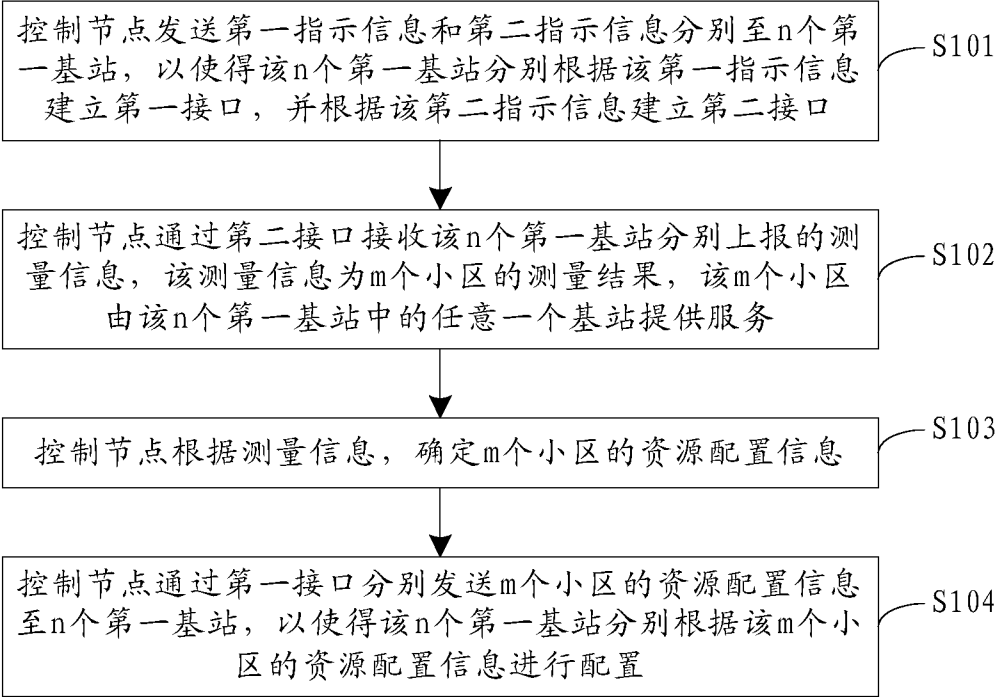 控制节点发送第一指示信息和第二指示信息分别至n个第
一基站，以使得该n个第一基站分别根据该第一指示信息
建立第一接口，并根据该第二指示信息建立第二接口
S101
控制节点通过第二接口接收该n个第一基站分别上报的测
量信息，该测量信息为m个小区的测量结果，该m个小区
由该n个第一基站中的任意一个基站提供服务
S102
控制节点根据测量信息，确定m个小区的资源配置信息
S103
控制节点通过第一接口分别发送m个小区的资源配置信息
至n个第一基站，以使得该n个第一基站分别根据该m个小
区的资源配置信息进行配置
S104